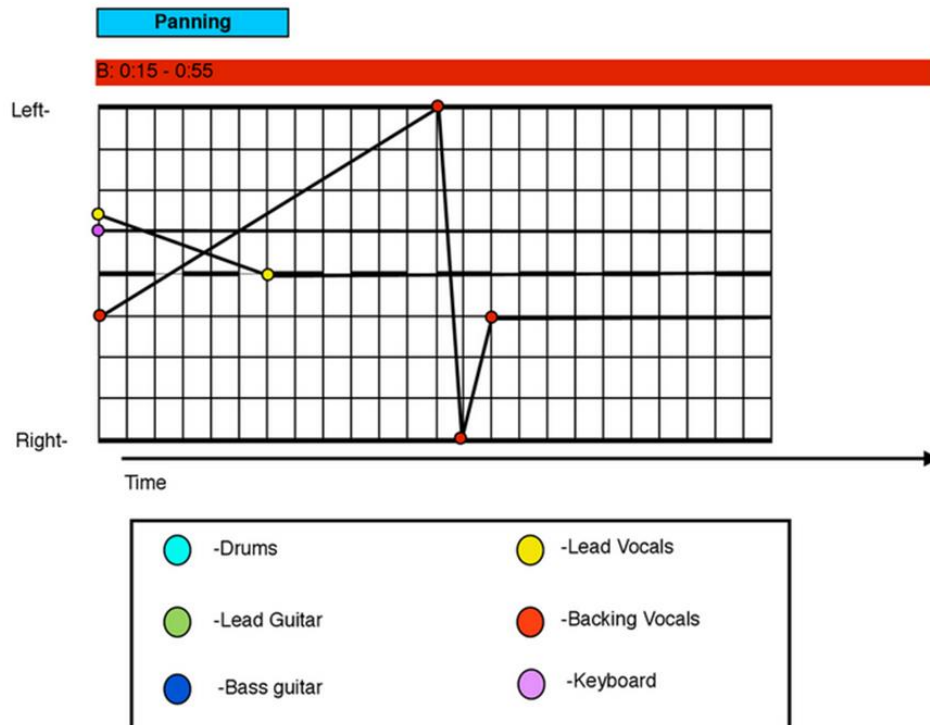 Panning
B: 0:15 - 0:55
Left-
Right-
Time
-Drums
-Lead Vocals
-Lead Guitar
-Backing Vocals
-Bass guitar
-Keyboard